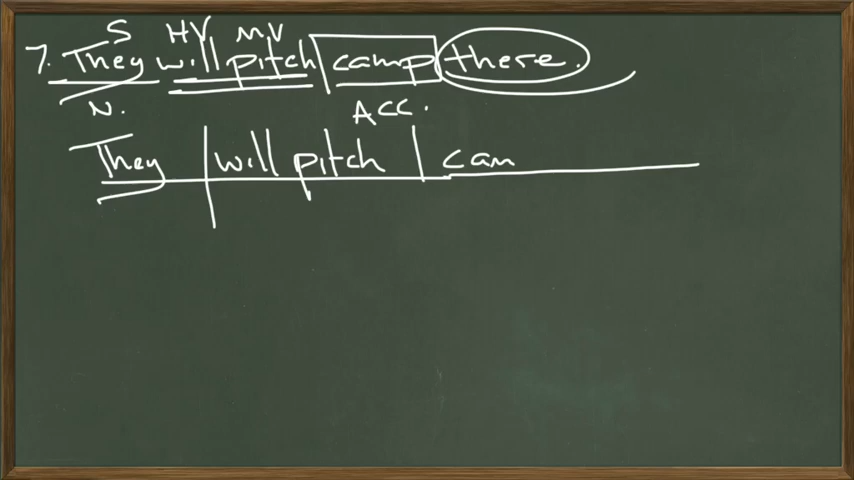 S HV MV
7. They will pitch camp there.
N. ACC.
They will pitch cam